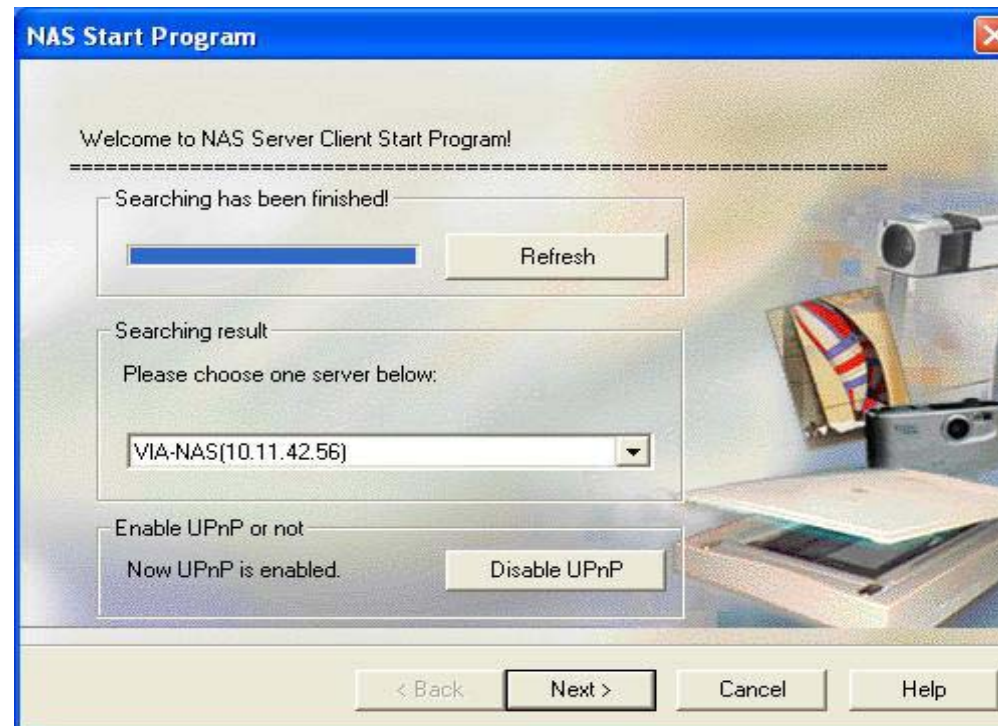 NAS Start Program
Welcome to NAS Server Client Start Program!
======================================================================
Searching has been finished!
Refresh
Searching result
Please choose one server below:
VIA-NAS(10.11.42.56)
Enable UPnP or not
Now UPnP is enabled.
Disable UPnP
< Back
Next >
Cancel
Help